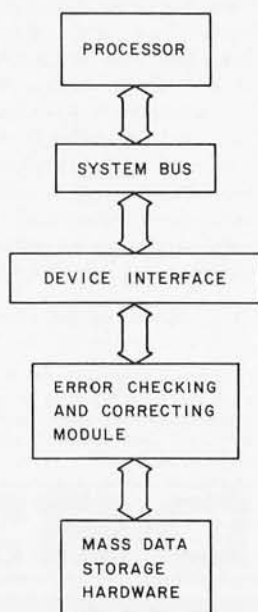 PROCESSOR
SYSTEM BUS
DEVICE INTERFACE
ERROR CHECKING
AND CORRECTING
MODULE
MASS DATA
STORAGE
HARDWARE